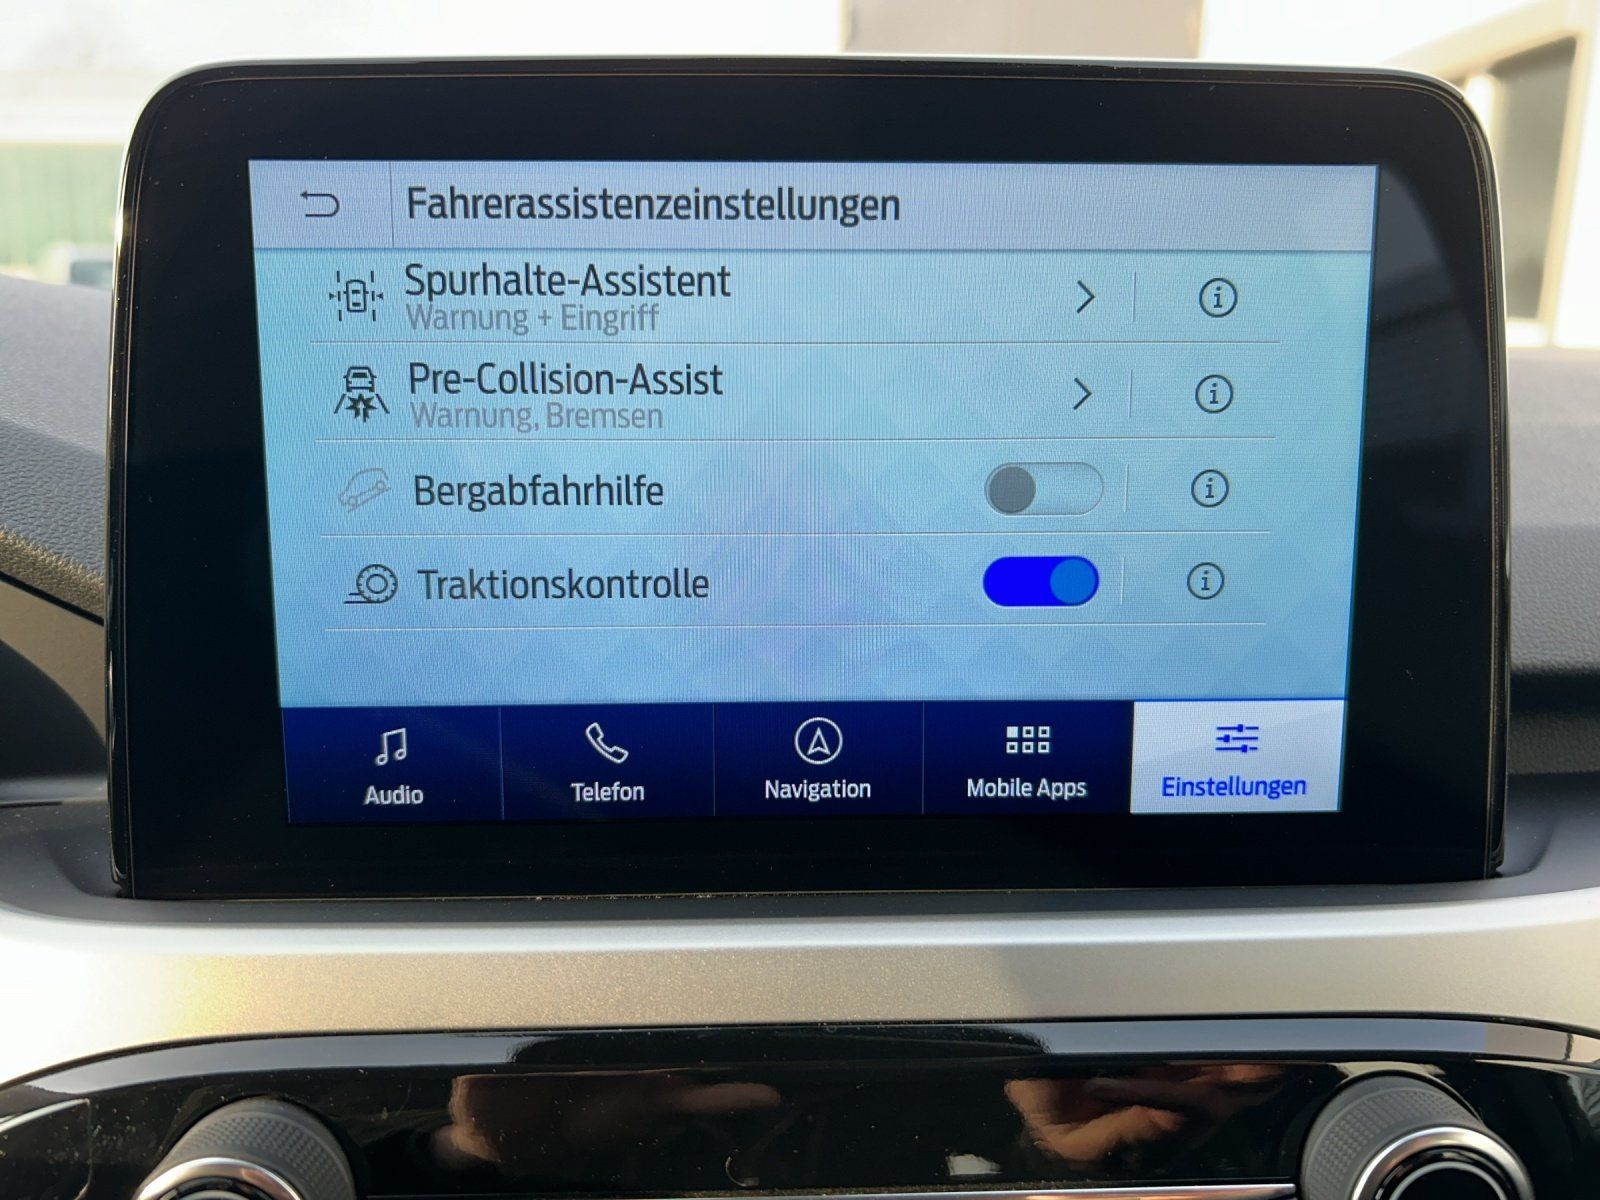 Fahrerassistenzeinstellungen
Spurhalte-Assistent
Warnung + Eingriff
Pre-Collision-Assist
Warnung, Bremsen
Bergabfahrhilfe
Traktionskontrolle
Audio
Telefon
Navigation
Mobile Apps
Einstellungen